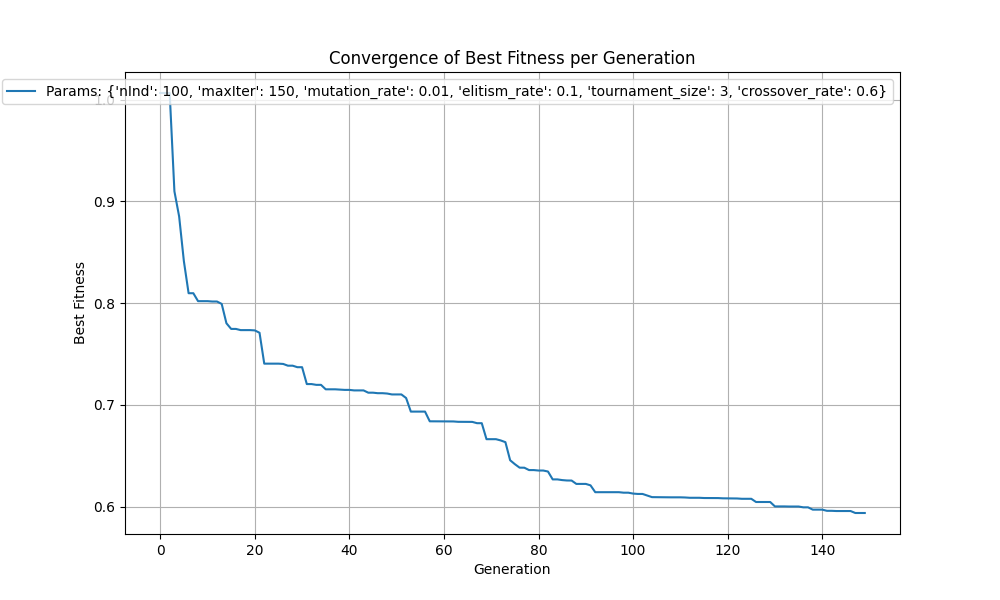 Convergence of Best Fitness per Generation
Params: {'nInd': 100, 'maxIter': 150, 'mutation_rate': 0.01, 'elitism_rate': 0.1, 'tournament_size': 3, 'crossover_rate': 0.6}
1.0
0.9
0.8
0.7
0.6
Best Fitness
0 20 40 60 80 100 120 140
Generation